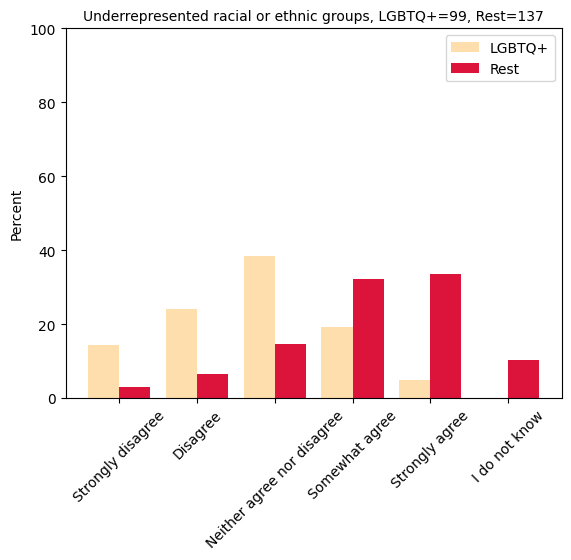 Underrepresented racial or ethnic groups, LGBTQ+=99, Rest=137
100
80
60
40
20
0
Percent
LGBTQ+
Rest
Strongly disagree
Disagree
Neither agree nor disagree
Somewhat agree
Strongly agree
I do not know